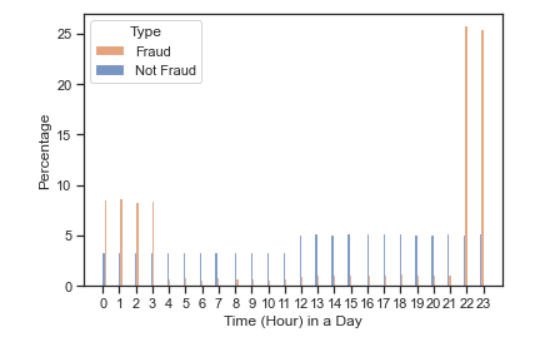 Type
Fraud
Not Fraud
25
20
15
10
5
0
Percentage
0 1 2 3 4 5 6 7 8 9 10 11 12 13 14 15 16 17 18 19 20 21 22 23
Time (Hour) in a Day